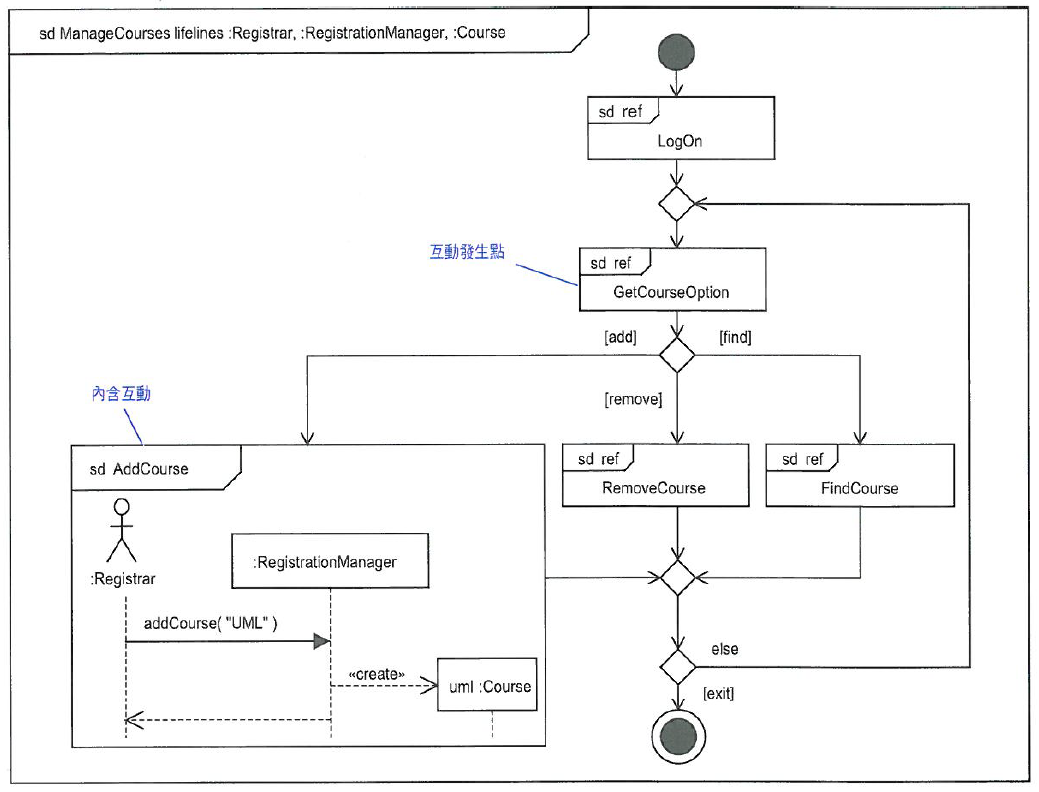 sd ManageCourses lifelines :Registrar, :RegistrationManager, :Course
sd ref
LogOn
互動發生點
sd ref
GetCourseOption
[add]
[find]
[remove]
內含互動
sd AddCourse
sd ref
RemoveCourse
sd ref
FindCourse
:Registrar
:RegistrationManager
addCourse( "UML" )
«create»
uml :Course
else
[exit]